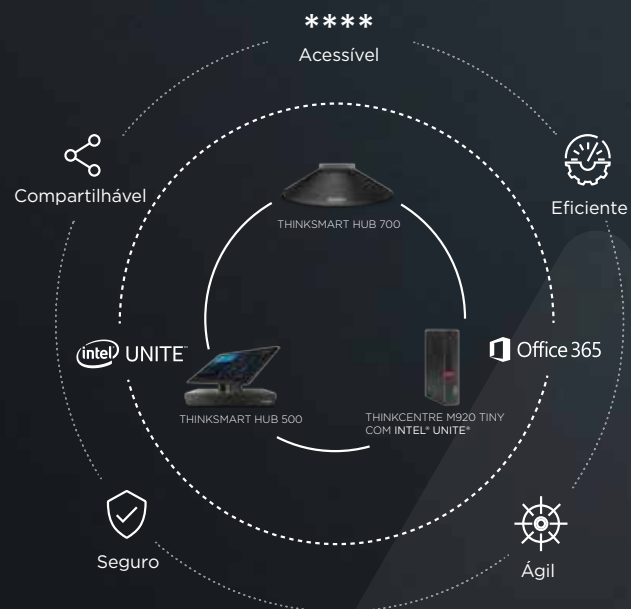 ****
Acessível
Compartilhável
Eficiente
THINKSMART HUB 700
intel UNITE™
Office 365
THINKSMART HUB 500
THINKCENTRE M920 TINY
COM INTEL® UNITE®
Seguro
Ágil